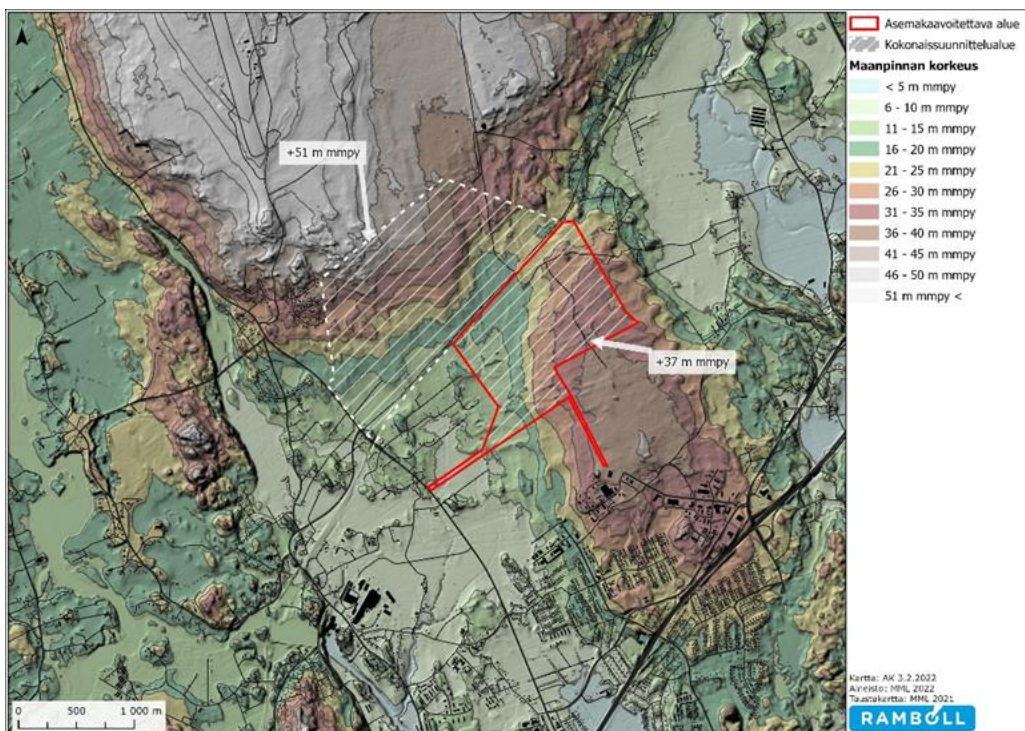 +51 m mmpy
+37 m mmpy
0 500 1 000 m
Asemakaavoitettava alue
Kokonaissuunnittelualue
Maanpinnan korkeus
< 5 m mmpy
6 - 10 m mmpy
11 - 15 m mmpy
16 - 20 m mmpy
21 - 25 m mmpy
26 - 30 m mmpy
31 - 35 m mmpy
36 - 40 m mmpy
41 - 45 m mmpy
46 - 50 m mmpy
51 m mmpy <
Kartta: AK 3.2.2022
Aineisto: MML 2022
Taustakartta: MML 2021
RAMBOLL